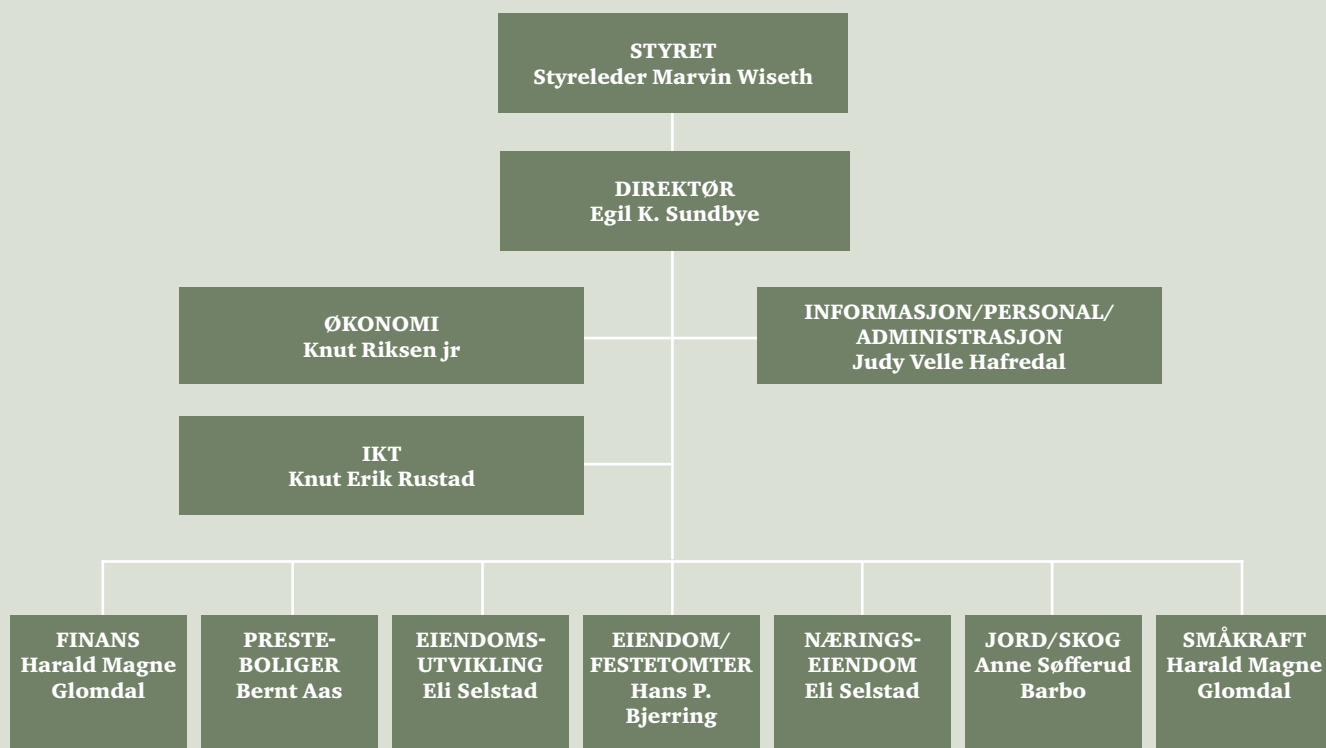 STYRET
Styreleder Marvin Wiseth
DIREKTØR
Egil K. Sundbye
ØKONOMI
Knut Riksen jr
INFORMASJON/PERSONAL/
ADMINISTRASJON
Judy Velle Hafredal
IKT
Knut Erik Rustad
FINANS
Harald Magne
Glomdal
PRESTE-
BOLIGER
Bernt Aas
EIENDOMS-
UTVIKLING
Eli Selstad
EIENDOM/
FESTETOMTER
Hans P.
Bjerring
NÆRINGS-
EIENDOM
Eli Selstad
JORD/SKOG
Anne Søfferud
Barbo
SMÅKRAFT
Harald Magne
Glomdal